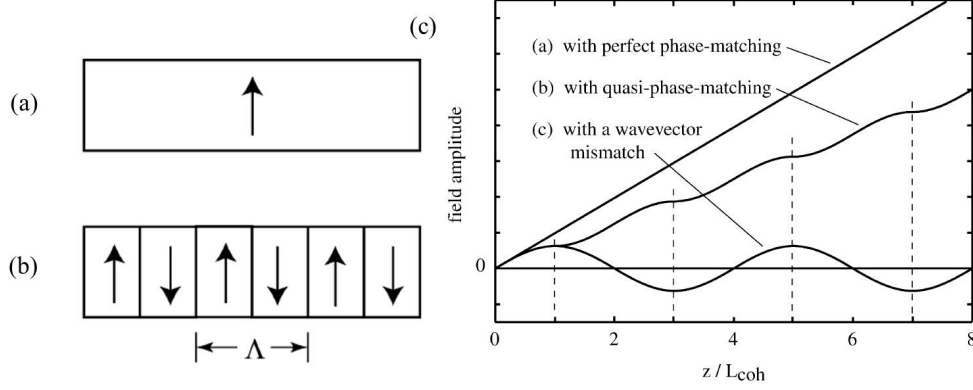 (a)
(b)
Λ
(c)
(a) with perfect phase-matching
(b) with quasi-phase-matching
(c) with a wavevector
mismatch
field amplitude
0
0 2 4 6 8
z / Lcoh